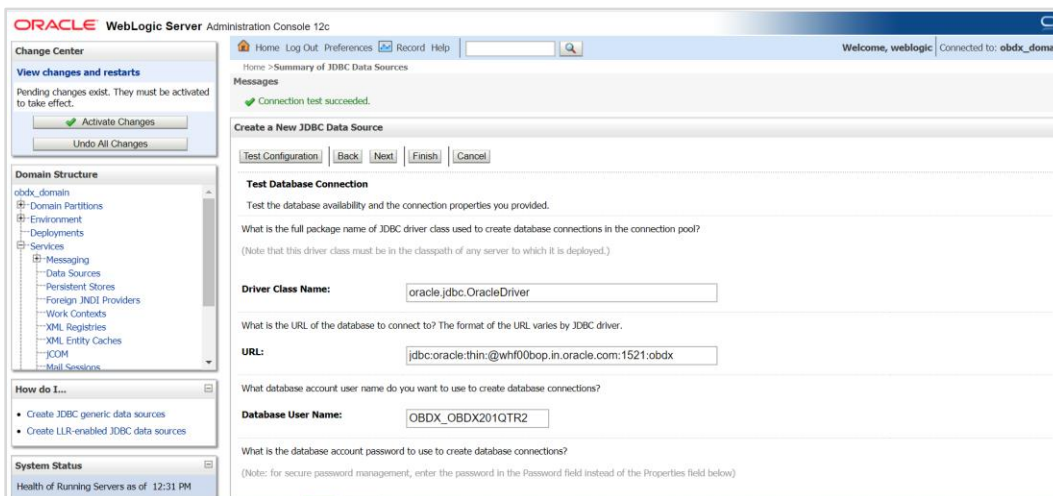 ORACLE WebLogic Server Administration Console 12c
Change Center
View changes and restarts
Pending changes exist. They must be activated
to take effect.
Activate Changes
Undo All Changes
Domain Structure
obdx_domain
Domain Partitions
Environment
Deployments
Services
Messaging
Data Sources
Persistent Stores
Foreign JNDI Providers
Work Contexts
XML Registries
XML Entity Caches
jCOM
Mail Sessions
How do I...
Create JDBC generic data sources
Create LLR-enabled JDBC data sources
System Status
Health of Running Servers as of 12:31 PM
Home Log Out Preferences Record Help
Welcome, weblogic Connected to: obdx_doma
Home >Summary of JDBC Data Sources
Messages
Connection test succeeded.
Create a New JDBC Data Source
Test Configuration Back Next Finish Cancel
Test Database Connection
Test the database availability and the connection properties you provided.
What is the full package name of JDBC driver class used to create database connections in the connection pool?
(Note that this driver class must be in the classpath of any server to which it is deployed.)
Driver Class Name: oracle.jdbc.OracleDriver
What is the URL of the database to connect to? The format of the URL varies by JDBC driver.
URL: jdbc:oracle:thin:@whf00bop.in.oracle.com:1521:obdx
What database account user name do you want to use to create database connections?
Database User Name: OBDX_OBDX201QTR2
What is the database account password to use to create database connections?
(Note: for secure password management, enter the password in the Password field instead of the Properties field below)